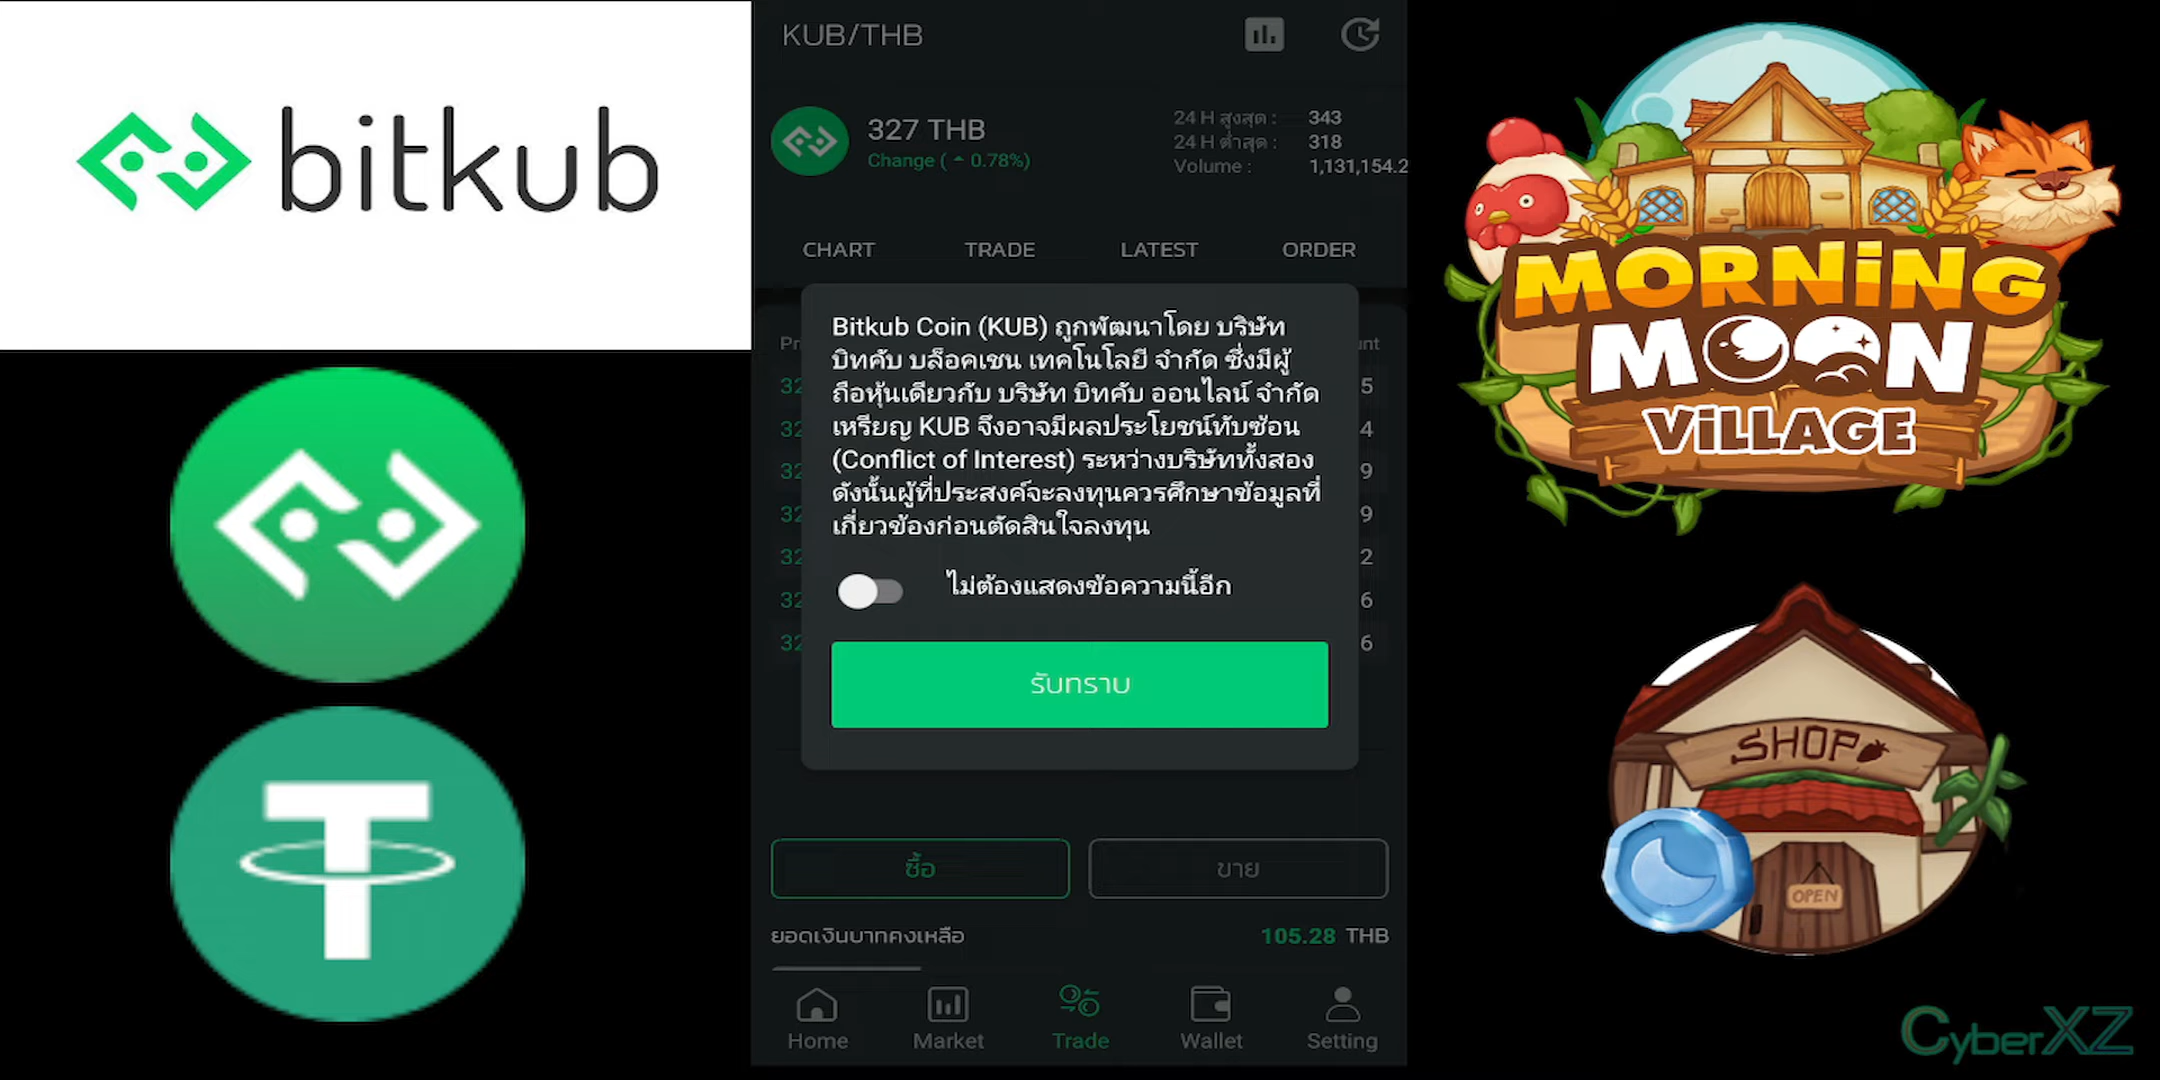 bitkub
KUB/THB
327 THB
Change ( 0.78%)
24 H สูงสุด : 343
24 H ต่ำสุด : 318
Volume : 1,131,154.2
CHART TRADE LATEST ORDER
Bitkub Coin (KUB) ถูกพัฒนาโดย บริษัท
บิทคับ บล็อคเชน เทคโนโลยี จำกัด ซึ่งมีผู้
ถือหุ้นเดียวกับ บริษัท บิทคับ ออนไลน์ จำกัด
เหรียญ KUB จึงอาจมีผลประโยชน์ทับซ้อน
(Conflict of Interest) ระหว่างบริษัททั้งสอง
ดังนั้นผู้ที่ประสงค์จะลงทุนควรศึกษาข้อมูลที่
เกี่ยวข้องก่อนตัดสินใจลงทุน
ไม่ต้องแสดงข้อความนี้อีก
รับทราบ
ซื้อ ขาย
ยอดเงินบาทคงเหลือ 105.28 THB
Home Market Trade Wallet Setting
MORNiNG
MOON
ViLLAGE
SHOP
OPEN
CyberXZ